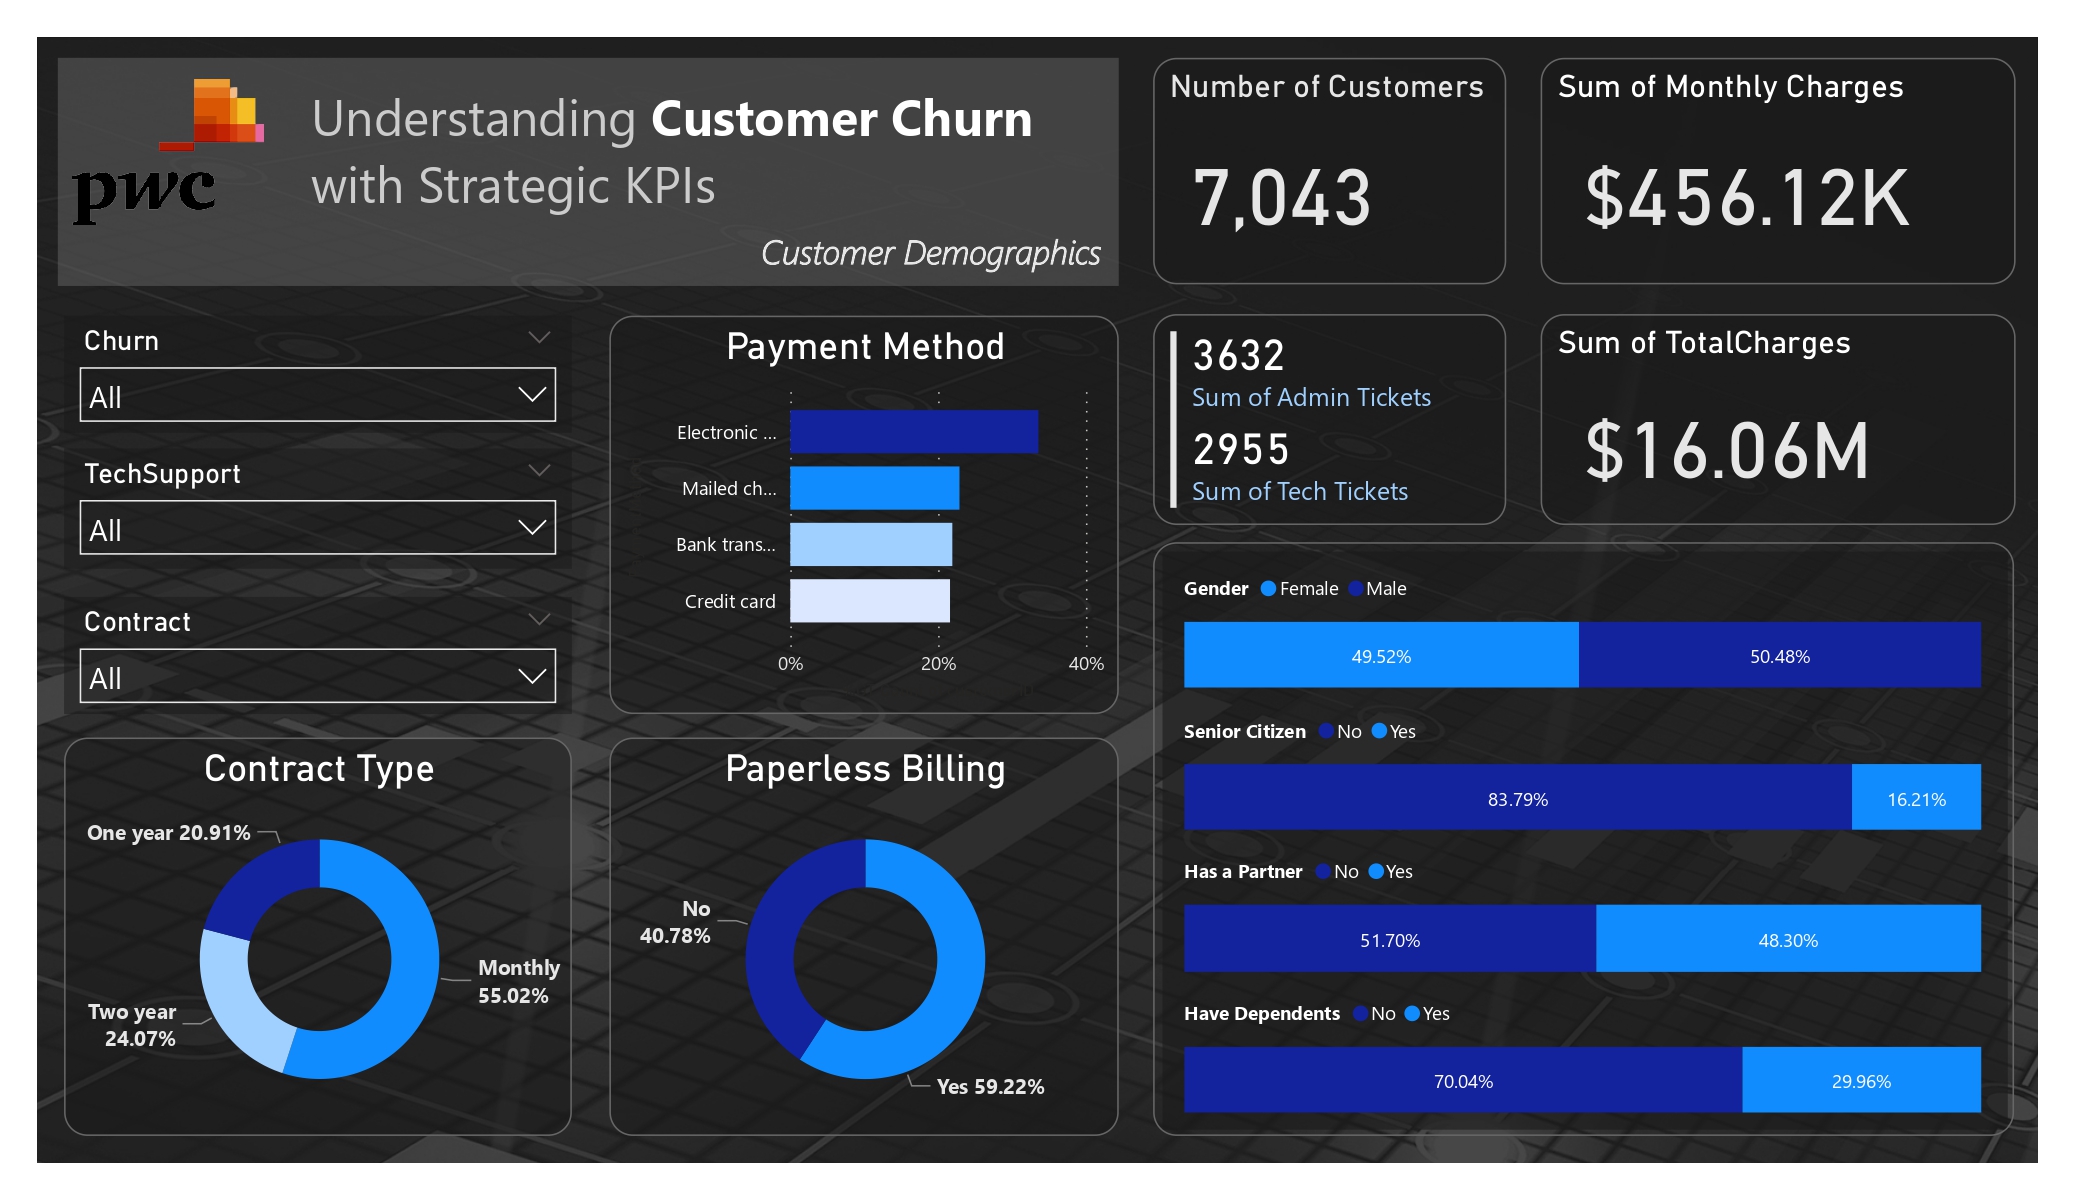 pwc
Understanding Customer Churn
with Strategic KPIs
Customer Demographics
Number of Customers
7,043
Sum of Monthly Charges
$456.12K
Churn
All
TechSupport
All
Contract
All
Payment Method
Electronic ...
Mailed ch...
Bank trans...
Credit card
0% 20% 40%
3632
Sum of Admin Tickets
2955
Sum of Tech Tickets
Sum of TotalCharges
$16.06M
Contract Type
One year 20.91%
Monthly
55.02%
Two year
24.07%
Paperless Billing
No
40.78%
Yes 59.22%
Gender Female Male
49.52% 50.48%
Senior Citizen No Yes
83.79% 16.21%
Has a Partner No Yes
51.70% 48.30%
Have Dependents No Yes
70.04% 29.96%